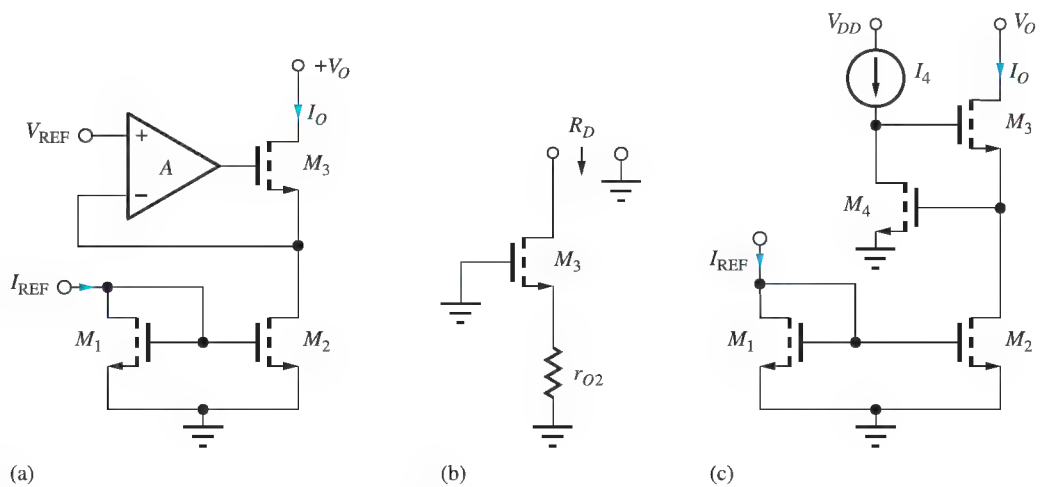 +V_O
I_O
V_REF
+
A
−
M_3
I_REF
M_1
M_2
(a)
R_D
M_3
r_O2
(b)
V_DD
V_O
I_4
I_O
M_3
M_4
I_REF
M_1
M_2
(c)